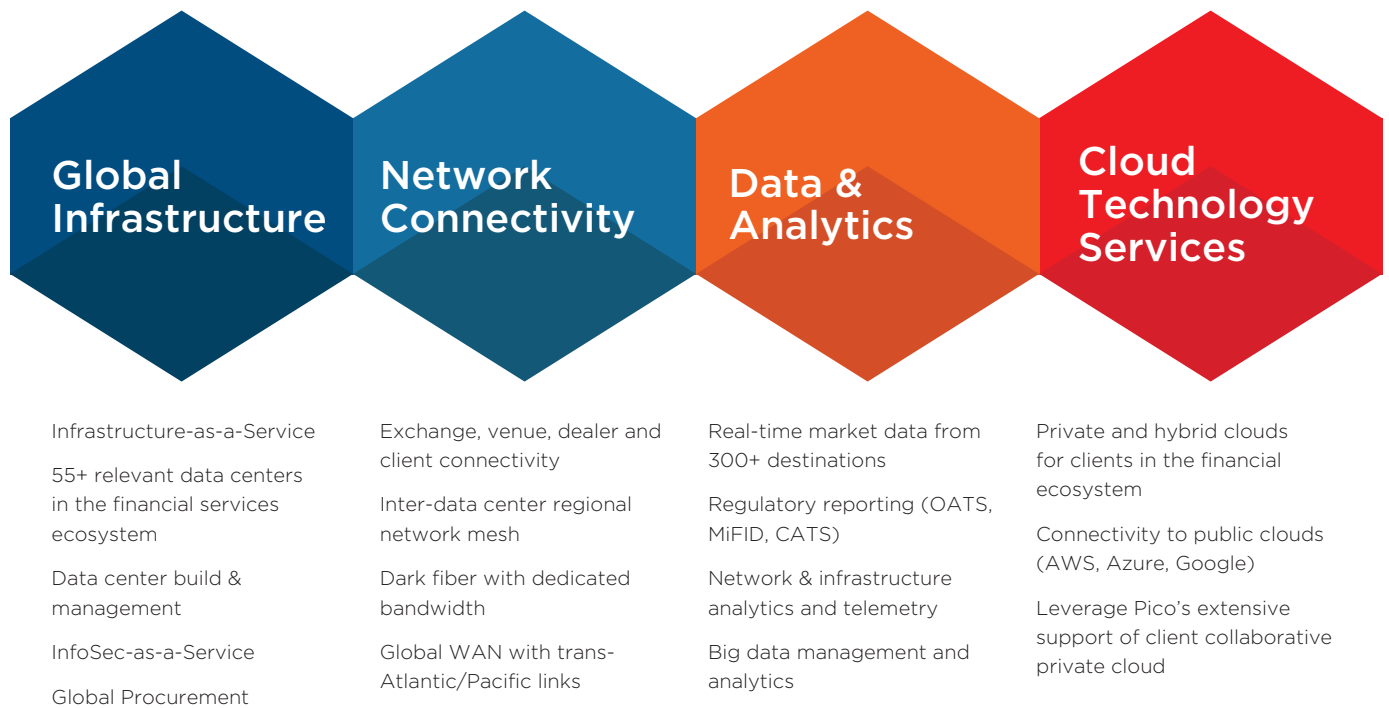 Global
Infrastructure
Network
Connectivity
Data &
Analytics
Cloud
Technology
Services
Infrastructure-as-a-Service
55+ relevant data centers
in the financial services
ecosystem
Data center build &
management
InfoSec-as-a-Service
Global Procurement
Exchange, venue, dealer and
client connectivity
Inter-data center regional
network mesh
Dark fiber with dedicated
bandwidth
Global WAN with trans-
Atlantic/Pacific links
Real-time market data from
300+ destinations
Regulatory reporting (OATS,
MiFID, CATS)
Network & infrastructure
analytics and telemetry
Big data management and
analytics
Private and hybrid clouds
for clients in the financial
ecosystem
Connectivity to public clouds
(AWS, Azure, Google)
Leverage Pico’s extensive
support of client collaborative
private cloud